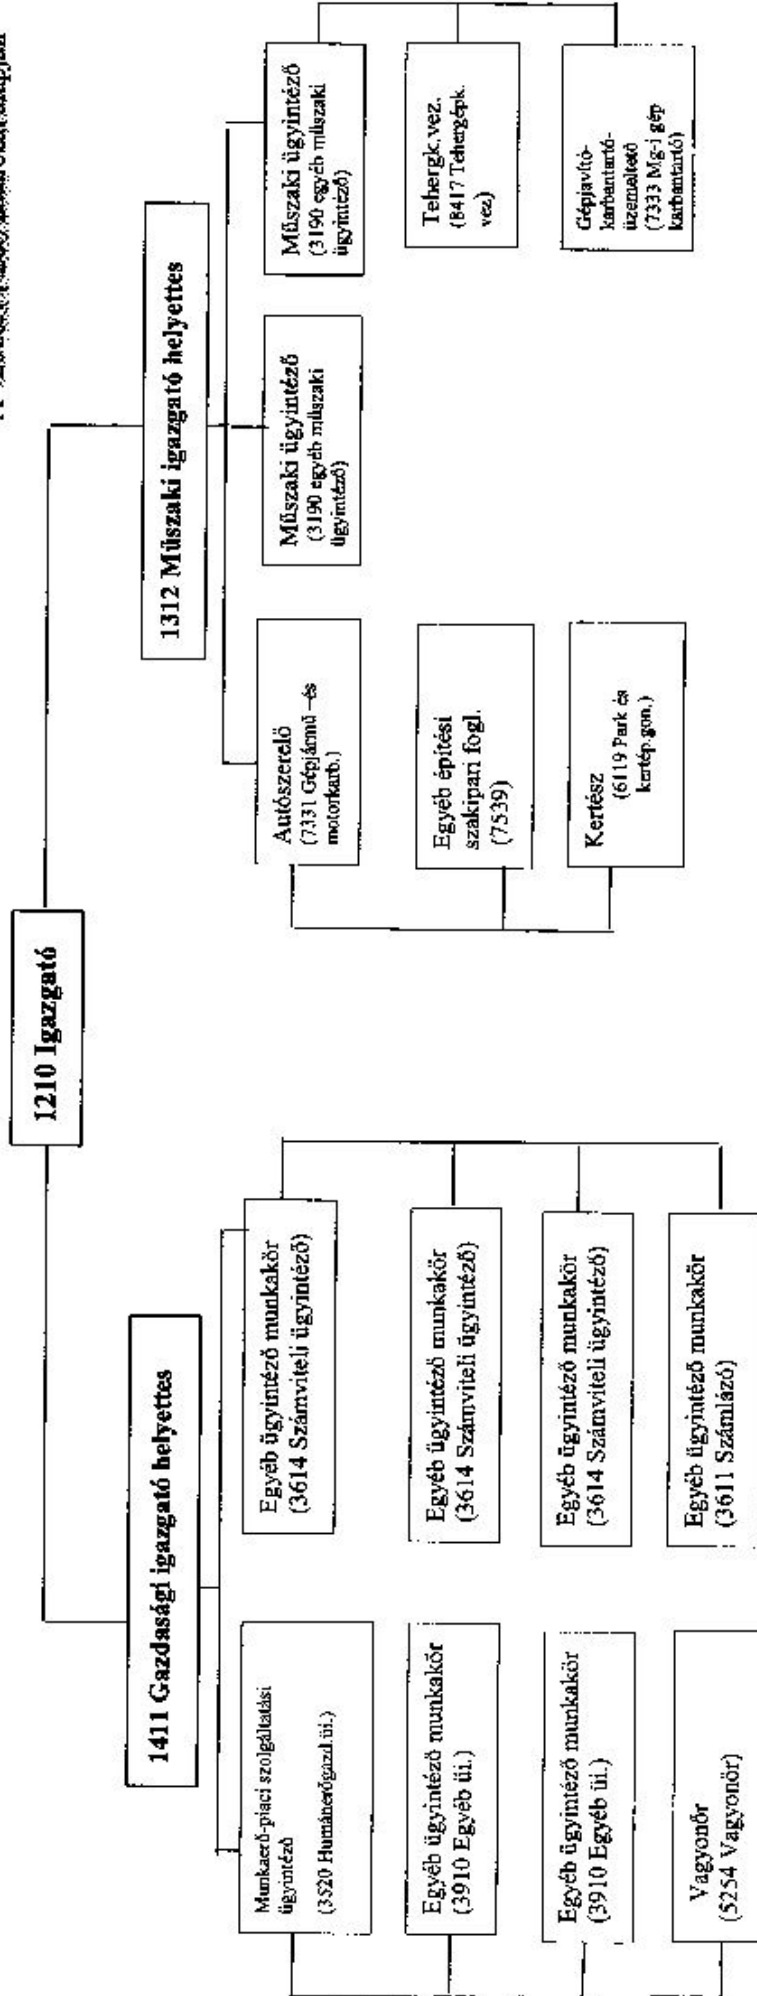 1210 Igazgató
1411 Gazdasági igazgató helyettes
1312 Műszaki igazgató helyettes
Munkaerő-piaci szolgáltatási
ügyintéző
(3520 Humánerőgazd.üi.)
Egyéb ügyintéző munkakör
(3910 Egyéb üi.)
Egyéb ügyintéző munkakör
(3910 Egyéb üi.)
Vagyonőr
(5254 Vagyonőr)
Egyéb ügyintéző munkakör
(3614 Számviteli ügyintéző)
Egyéb ügyintéző munkakör
(3614 Számviteli ügyintéző)
Egyéb ügyintéző munkakör
(3614 Számviteli ügyintéző)
Egyéb ügyintéző munkakör
(3611 Számlázó)
Autószerelő
(7331 Gépjármű –és
motorkarb.)
Egyéb építési
szakipari fogl.
(7539)
Kertész
(6119 Park és
kertép.gon.)
Műszaki ügyintéző
(3190 egyéb műszaki
ügyintéző)
Műszaki ügyintéző
(3190 egyéb műszaki
ügyintéző)
Tehergk.vez.
(8417 Tehergépk.
vez)
Gépjavító-
karbantartó-
üzemeltető
(7333 Mg-i gép
karbantartó)